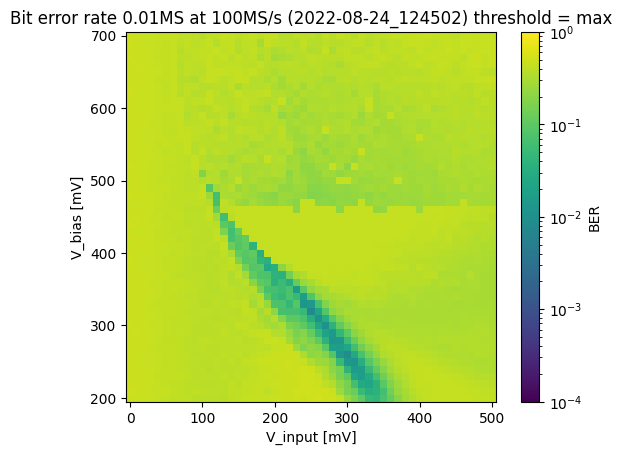 Bit error rate 0.01MS at 100MS/s (2022-08-24_124502) threshold = max
700
600
500
400
300
200
V_bias [mV]
0 100 200 300 400 500
V_input [mV]
10^0
10^-1
10^-2
10^-3
10^-4
BER